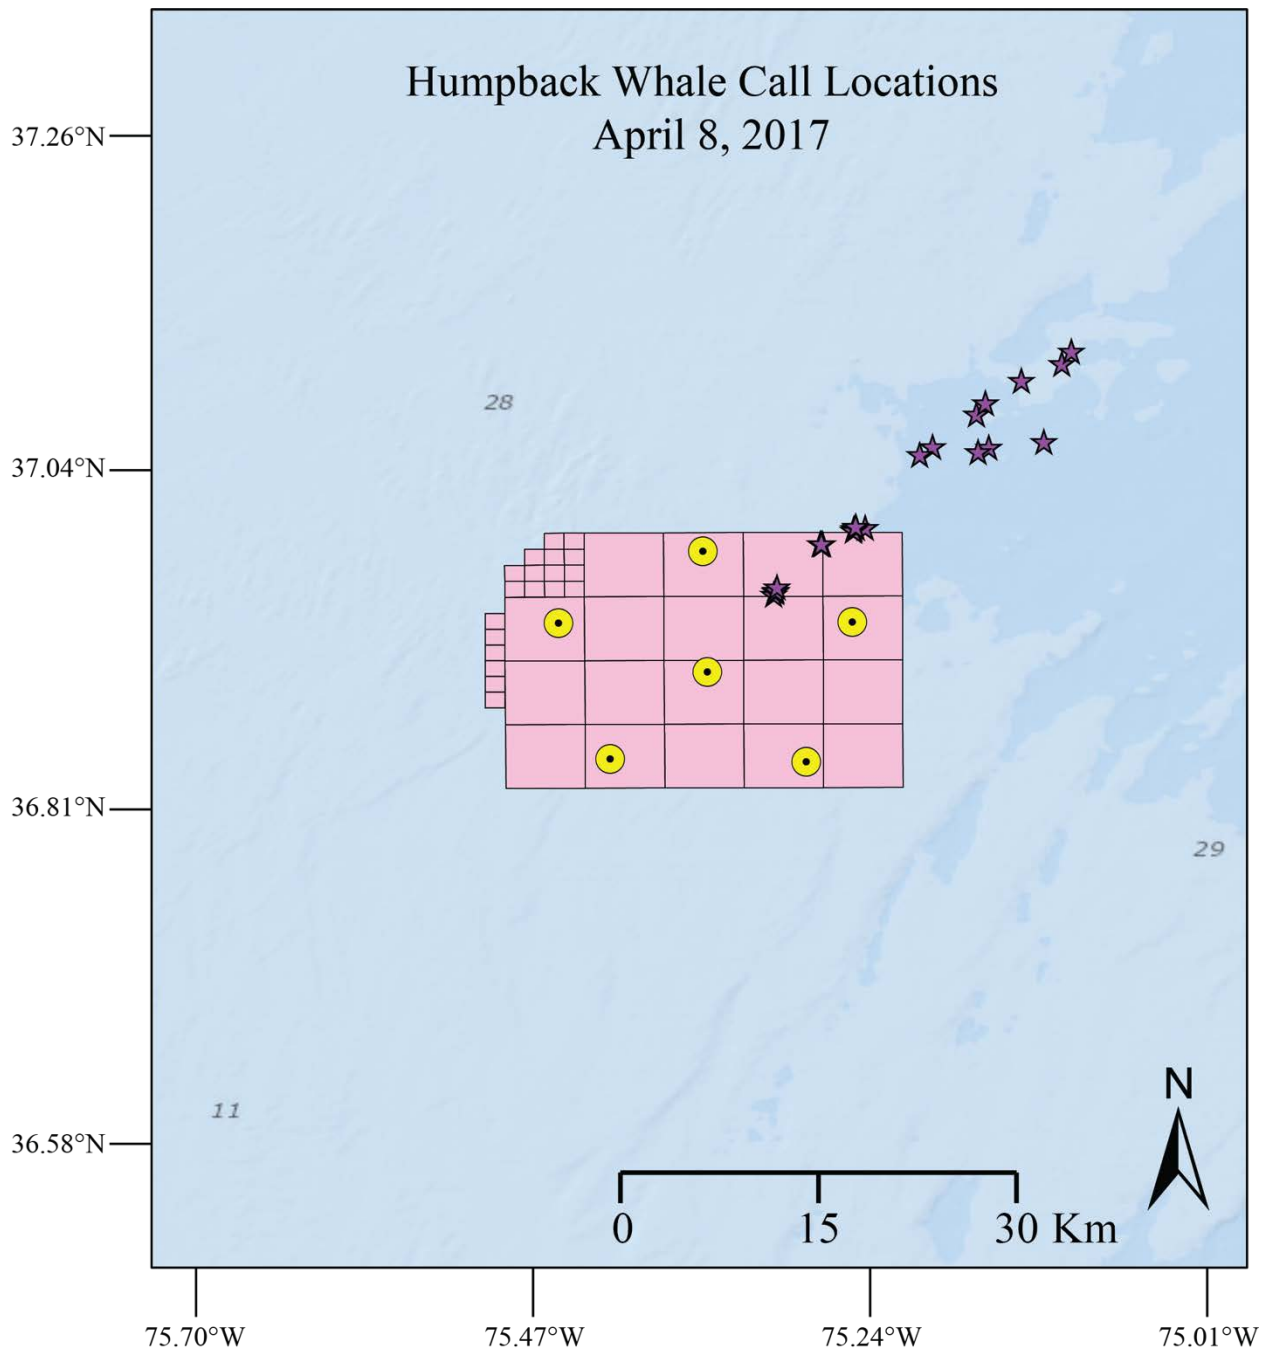 Humpback Whale Call Locations
April 8, 2017
37.26°N
28
37.04°N
36.81°N
29
11
36.58°N
N
0 15 30 Km
75.70°W 75.47°W 75.24°W 75.01°W